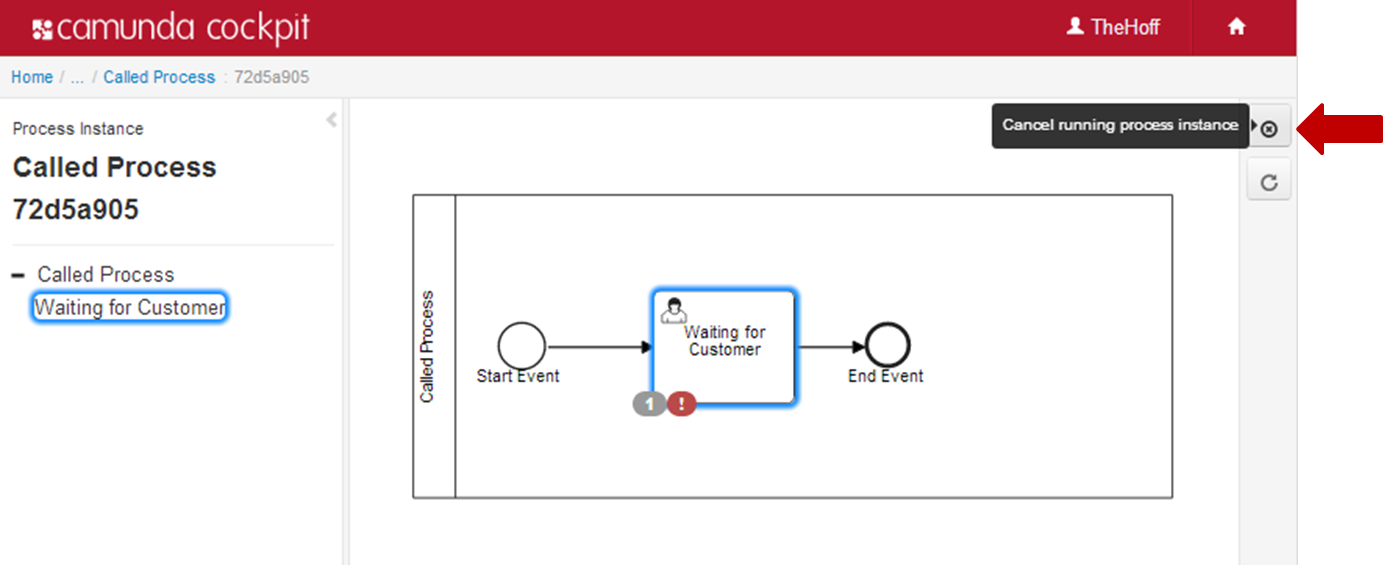 camunda cockpit
TheHoff
Home / ... / Called Process : 72d5a905
Process Instance
Called Process
72d5a905
Called Process
Waiting for Customer
Cancel running process instance
Called Process
Start Event
Waiting for
Customer
1 !
End Event